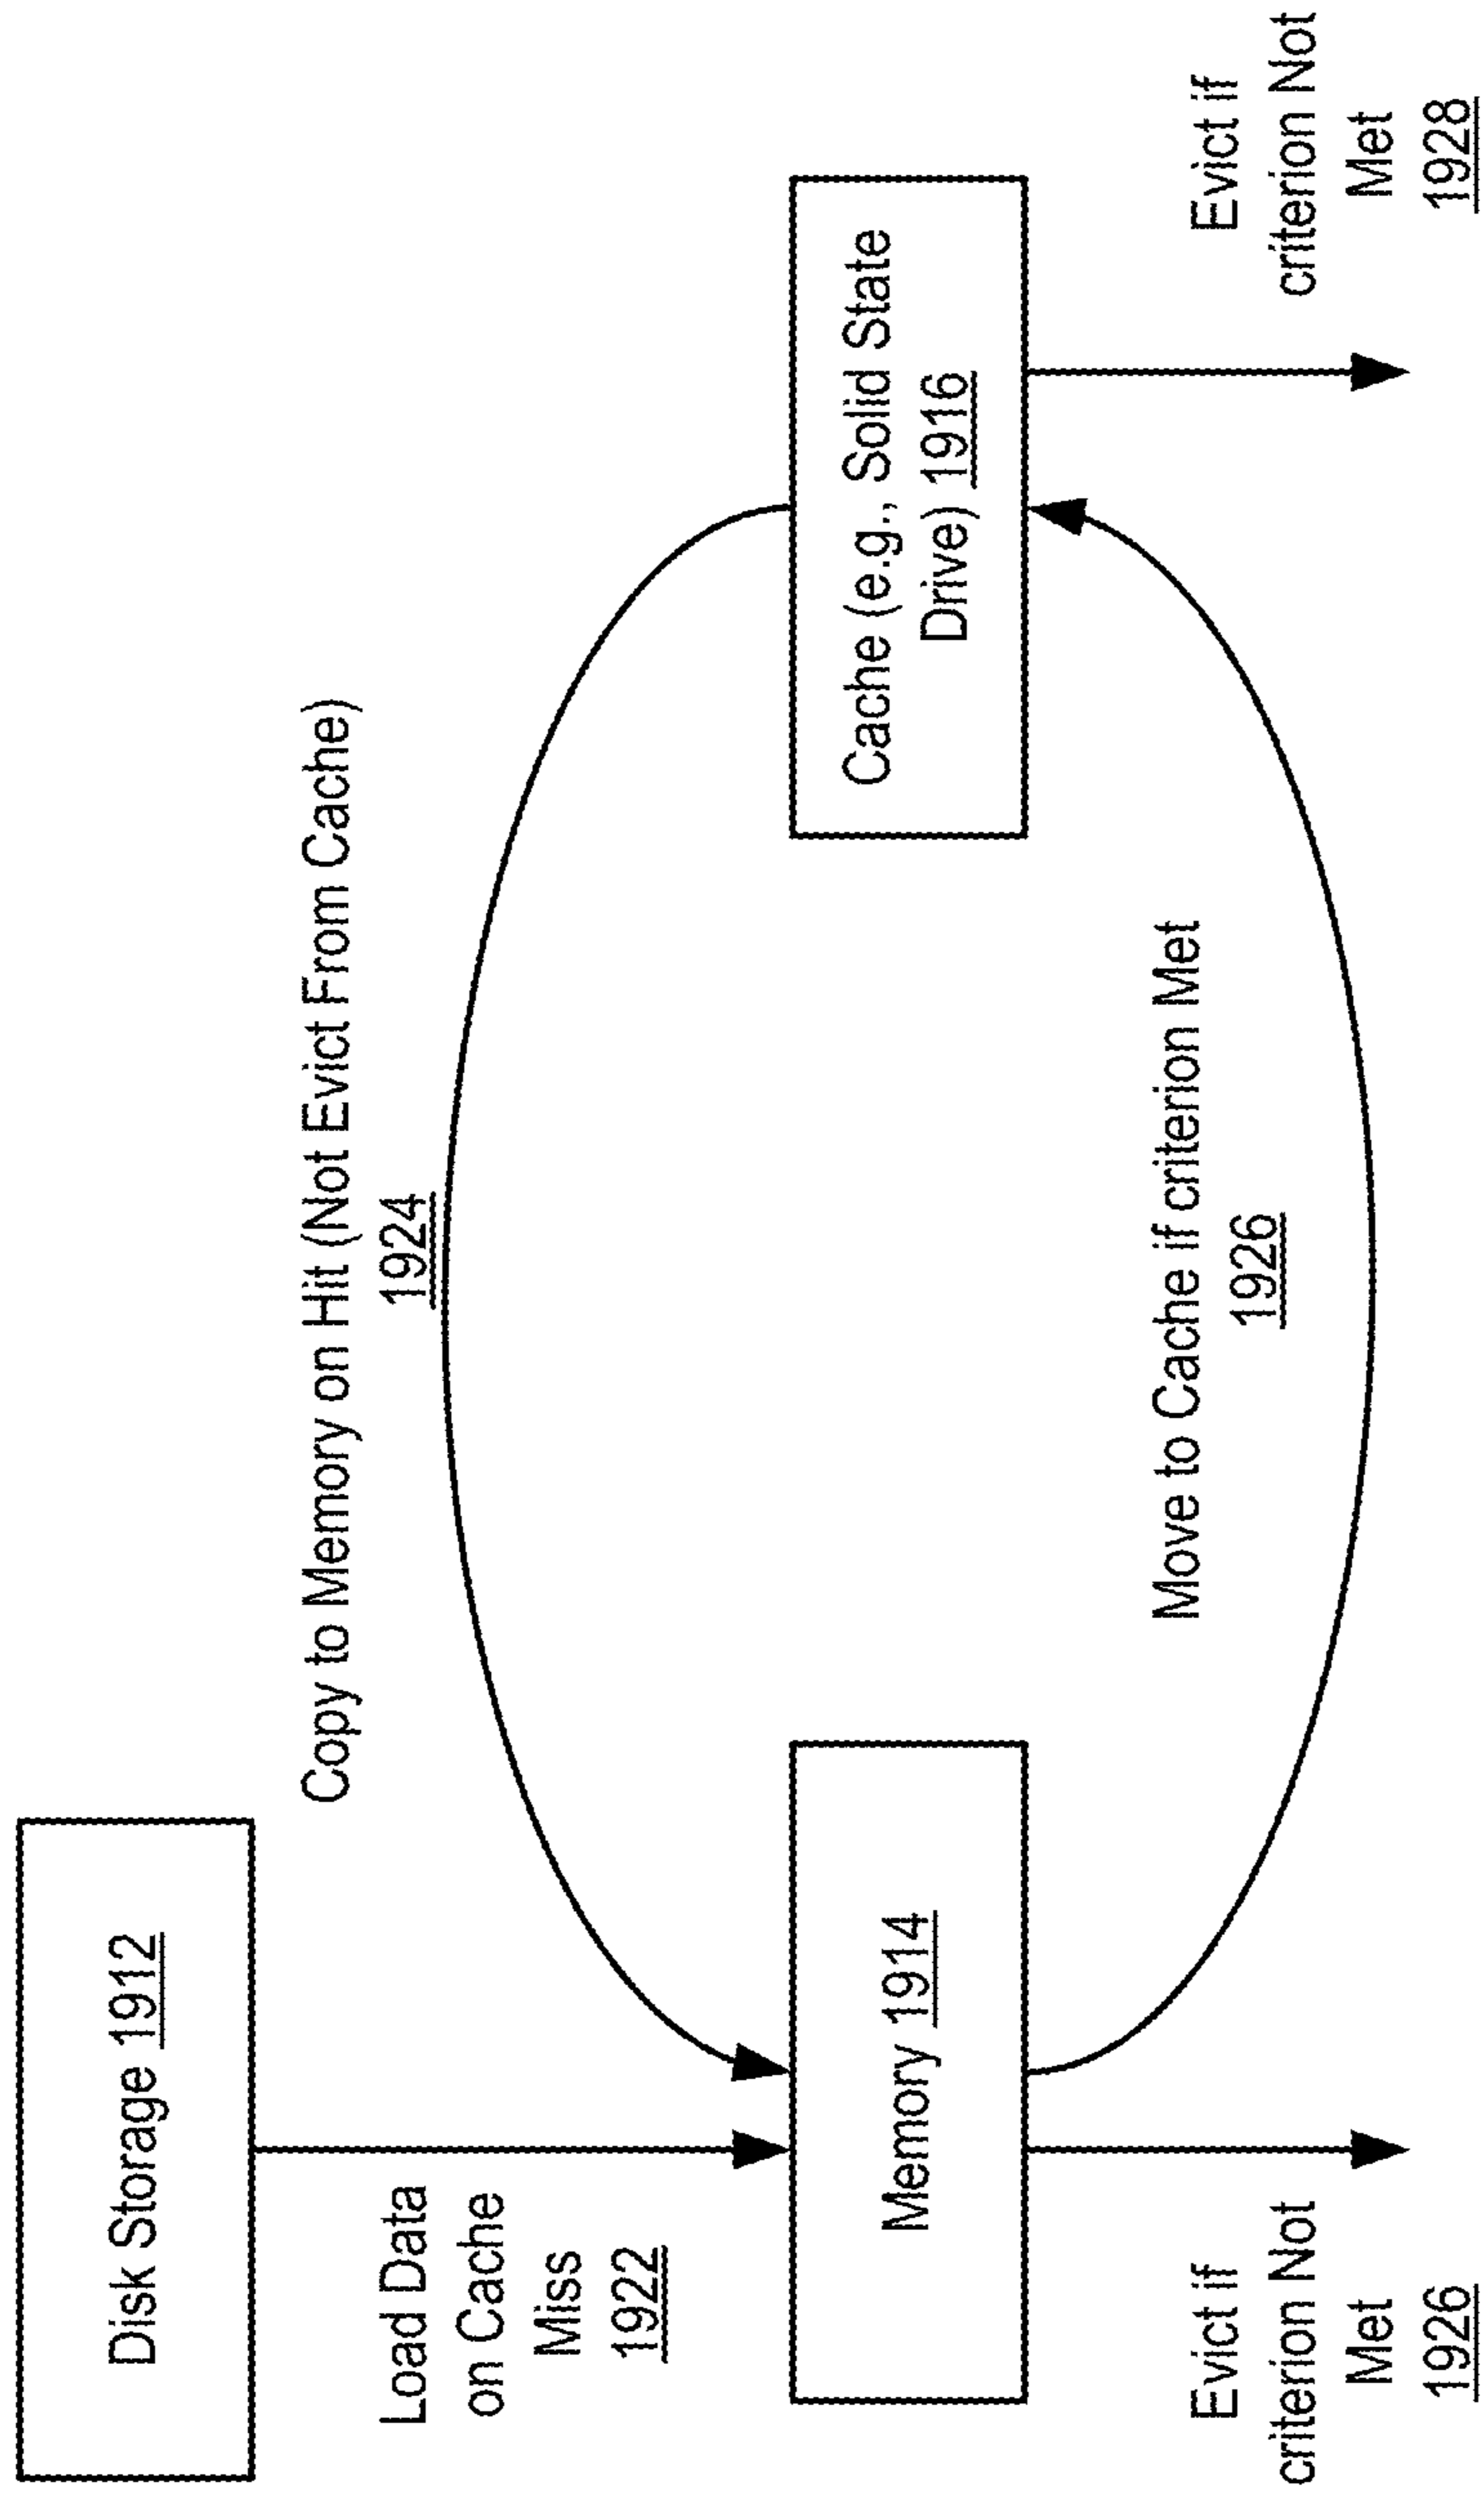 Disk Storage 1912
Copy to Memory on Hit (Not Evict From Cache)
1924
Load Data
on Cache
Miss
1922
Memory 1914
Cache (e.g., Solid State
Drive) 1916
Move to Cache if criterion Met
1926
Evict if
criterion Not
Met
1926
Evict if
criterion Not
Met
1928